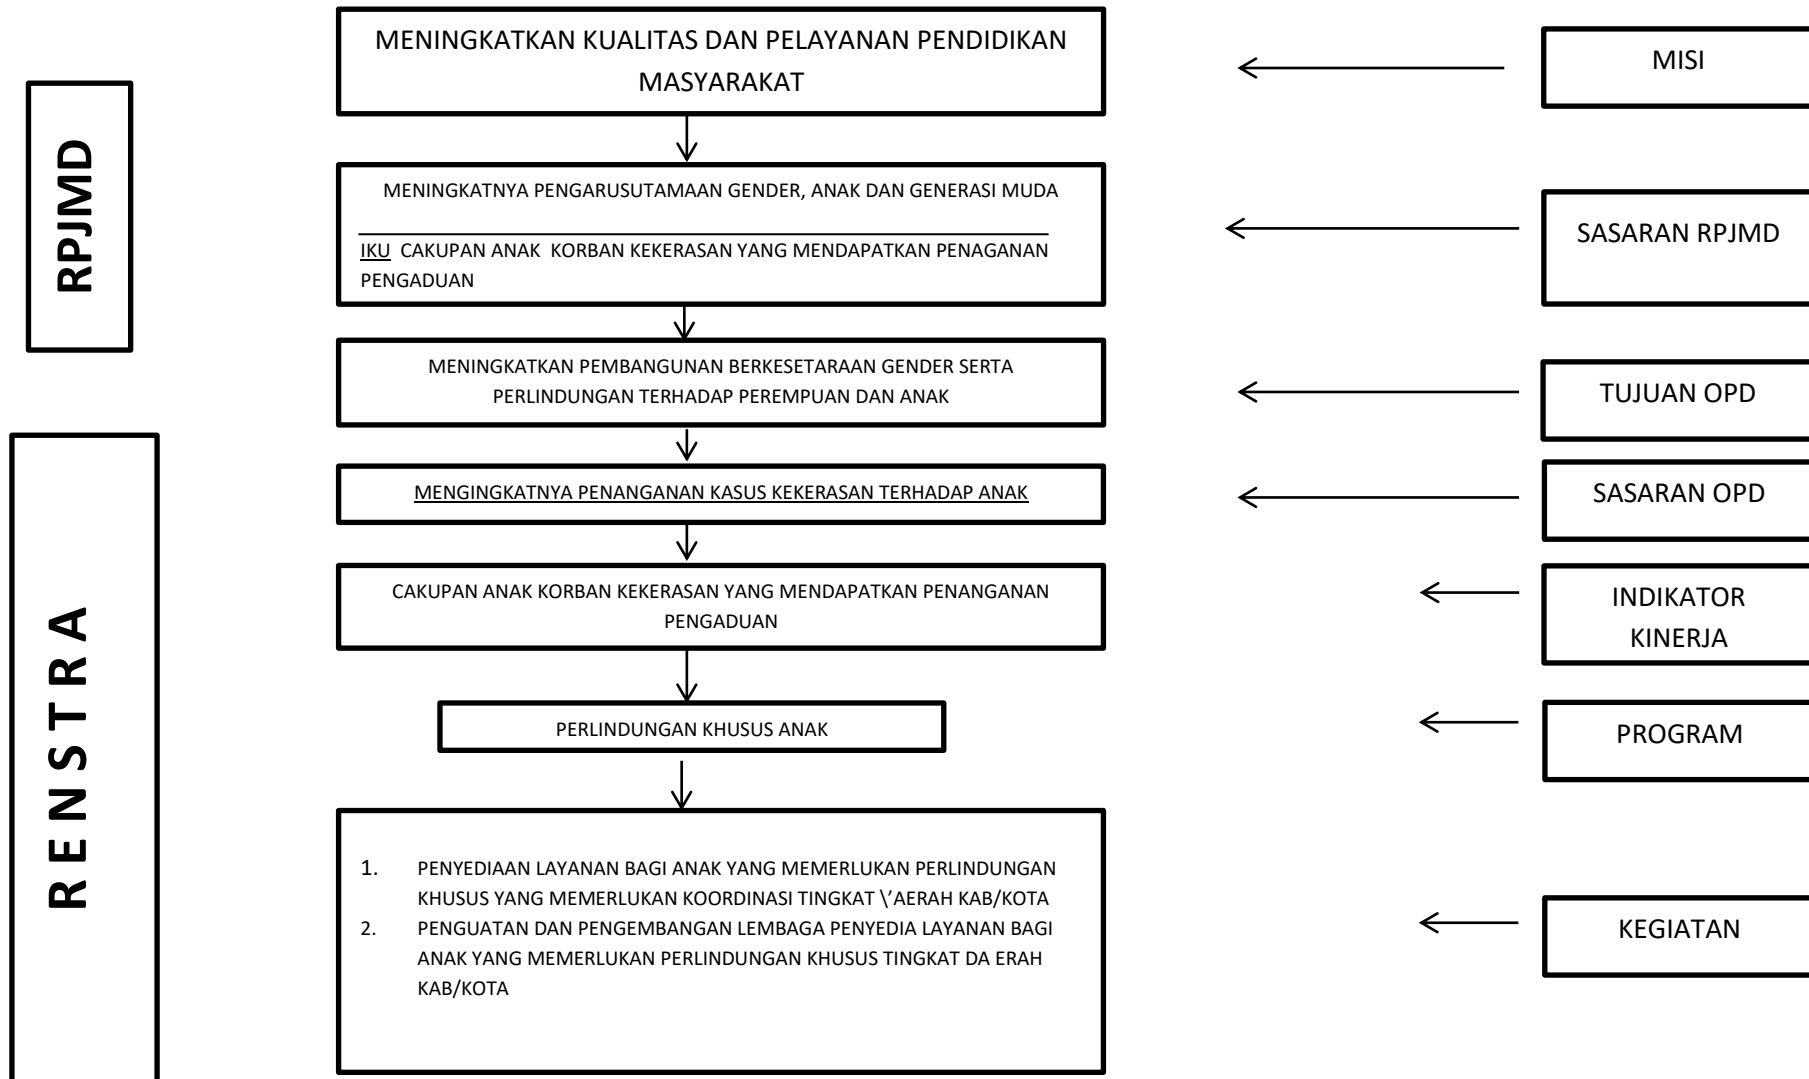 MENINGKATKAN KUALITAS DAN PELAYANAN PENDIDIKAN
MASYARAKAT
MISI
RPJMD
MENINGKATNYA PENGARUSUTAMAAN GENDER, ANAK DAN GENERASI MUDA
IKU CAKUPAN ANAK KORBAN KEKERASAN YANG MENDAPATKAN PENAGANAN
PENGADUAN
SASARAN RPJMD
MENINGKATKAN PEMBANGUNAN BERKESETARAAN GENDER SERTA
PERLINDUNGAN TERHADAP PEREMPUAN DAN ANAK
TUJUAN OPD
RENSTRA
MENGINGKATNYA PENANGANAN KASUS KEKERASAN TERHADAP ANAK
SASARAN OPD
CAKUPAN ANAK KORBAN KEKERASAN YANG MENDAPATKAN PENANGANAN
PENGADUAN
INDIKATOR
KINERJA
PERLINDUNGAN KHUSUS ANAK
PROGRAM
1. PENYEDIAAN LAYANAN BAGI ANAK YANG MEMERLUKAN PERLINDUNGAN
KHUSUS YANG MEMERLUKAN KOORDINASI TINGKAT \’AERAH KAB/KOTA
2. PENGUATAN DAN PENGEMBANGAN LEMBAGA PENYEDIA LAYANAN BAGI
ANAK YANG MEMERLUKAN PERLINDUNGAN KHUSUS TINGKAT DA ERAH
KAB/KOTA
KEGIATAN